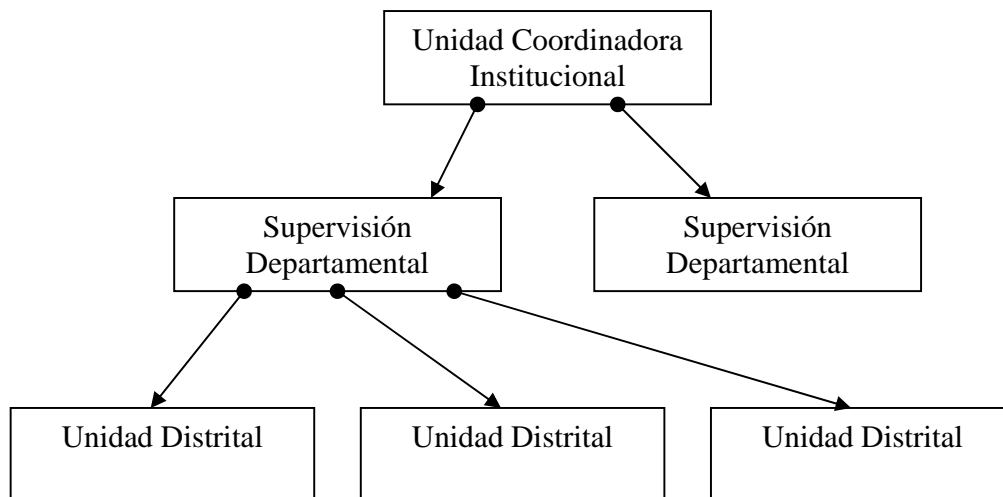 Unidad Coordinadora
Institucional
Supervisión
Departamental
Supervisión
Departamental
Unidad Distrital
Unidad Distrital
Unidad Distrital